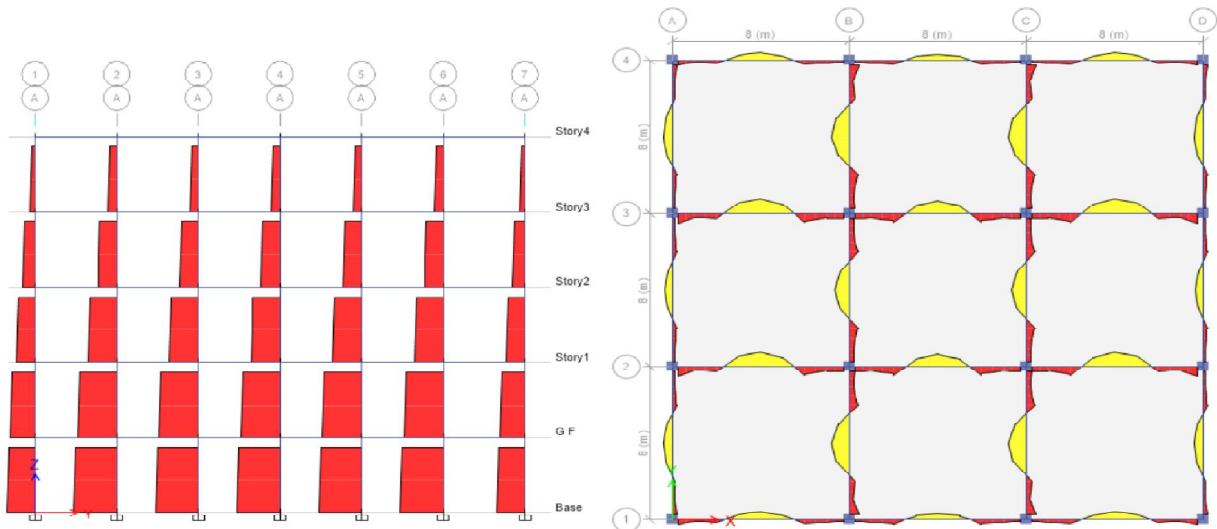 1 2 3 4 5 6 7
A A A A A A A
Story4
Story3
Story2
Story1
G F
Base
Z
Y
A B C D
8 (m) 8 (m) 8 (m)
4
8 (m)
3
8 (m)
2
8 (m)
Y
1
X